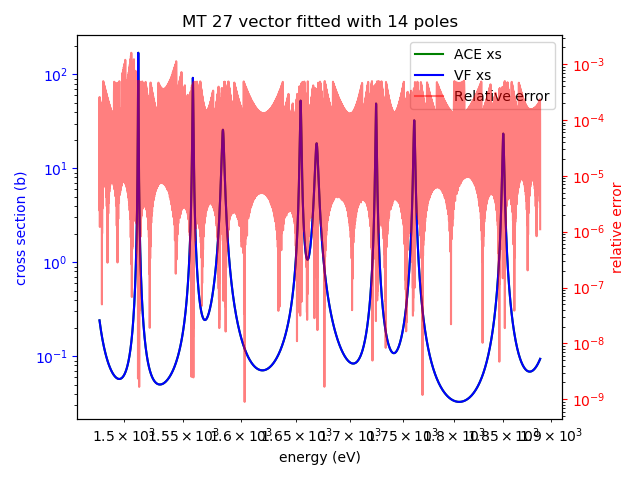 MT 27 vector fitted with 14 poles
ACE xs
VF xs
Relative error
cross section (b)
10²
10¹
10⁰
10⁻¹
relative error
10⁻³
10⁻⁴
10⁻⁵
10⁻⁶
10⁻⁷
10⁻⁸
10⁻⁹
1.5 × 10³ 1.55 × 10³ 1.6 × 10³ 1.65 × 10³ 1.7 × 10³ 1.75 × 10³ 1.8 × 10³ 1.85 × 10³ 1.9 × 10³
energy (eV)